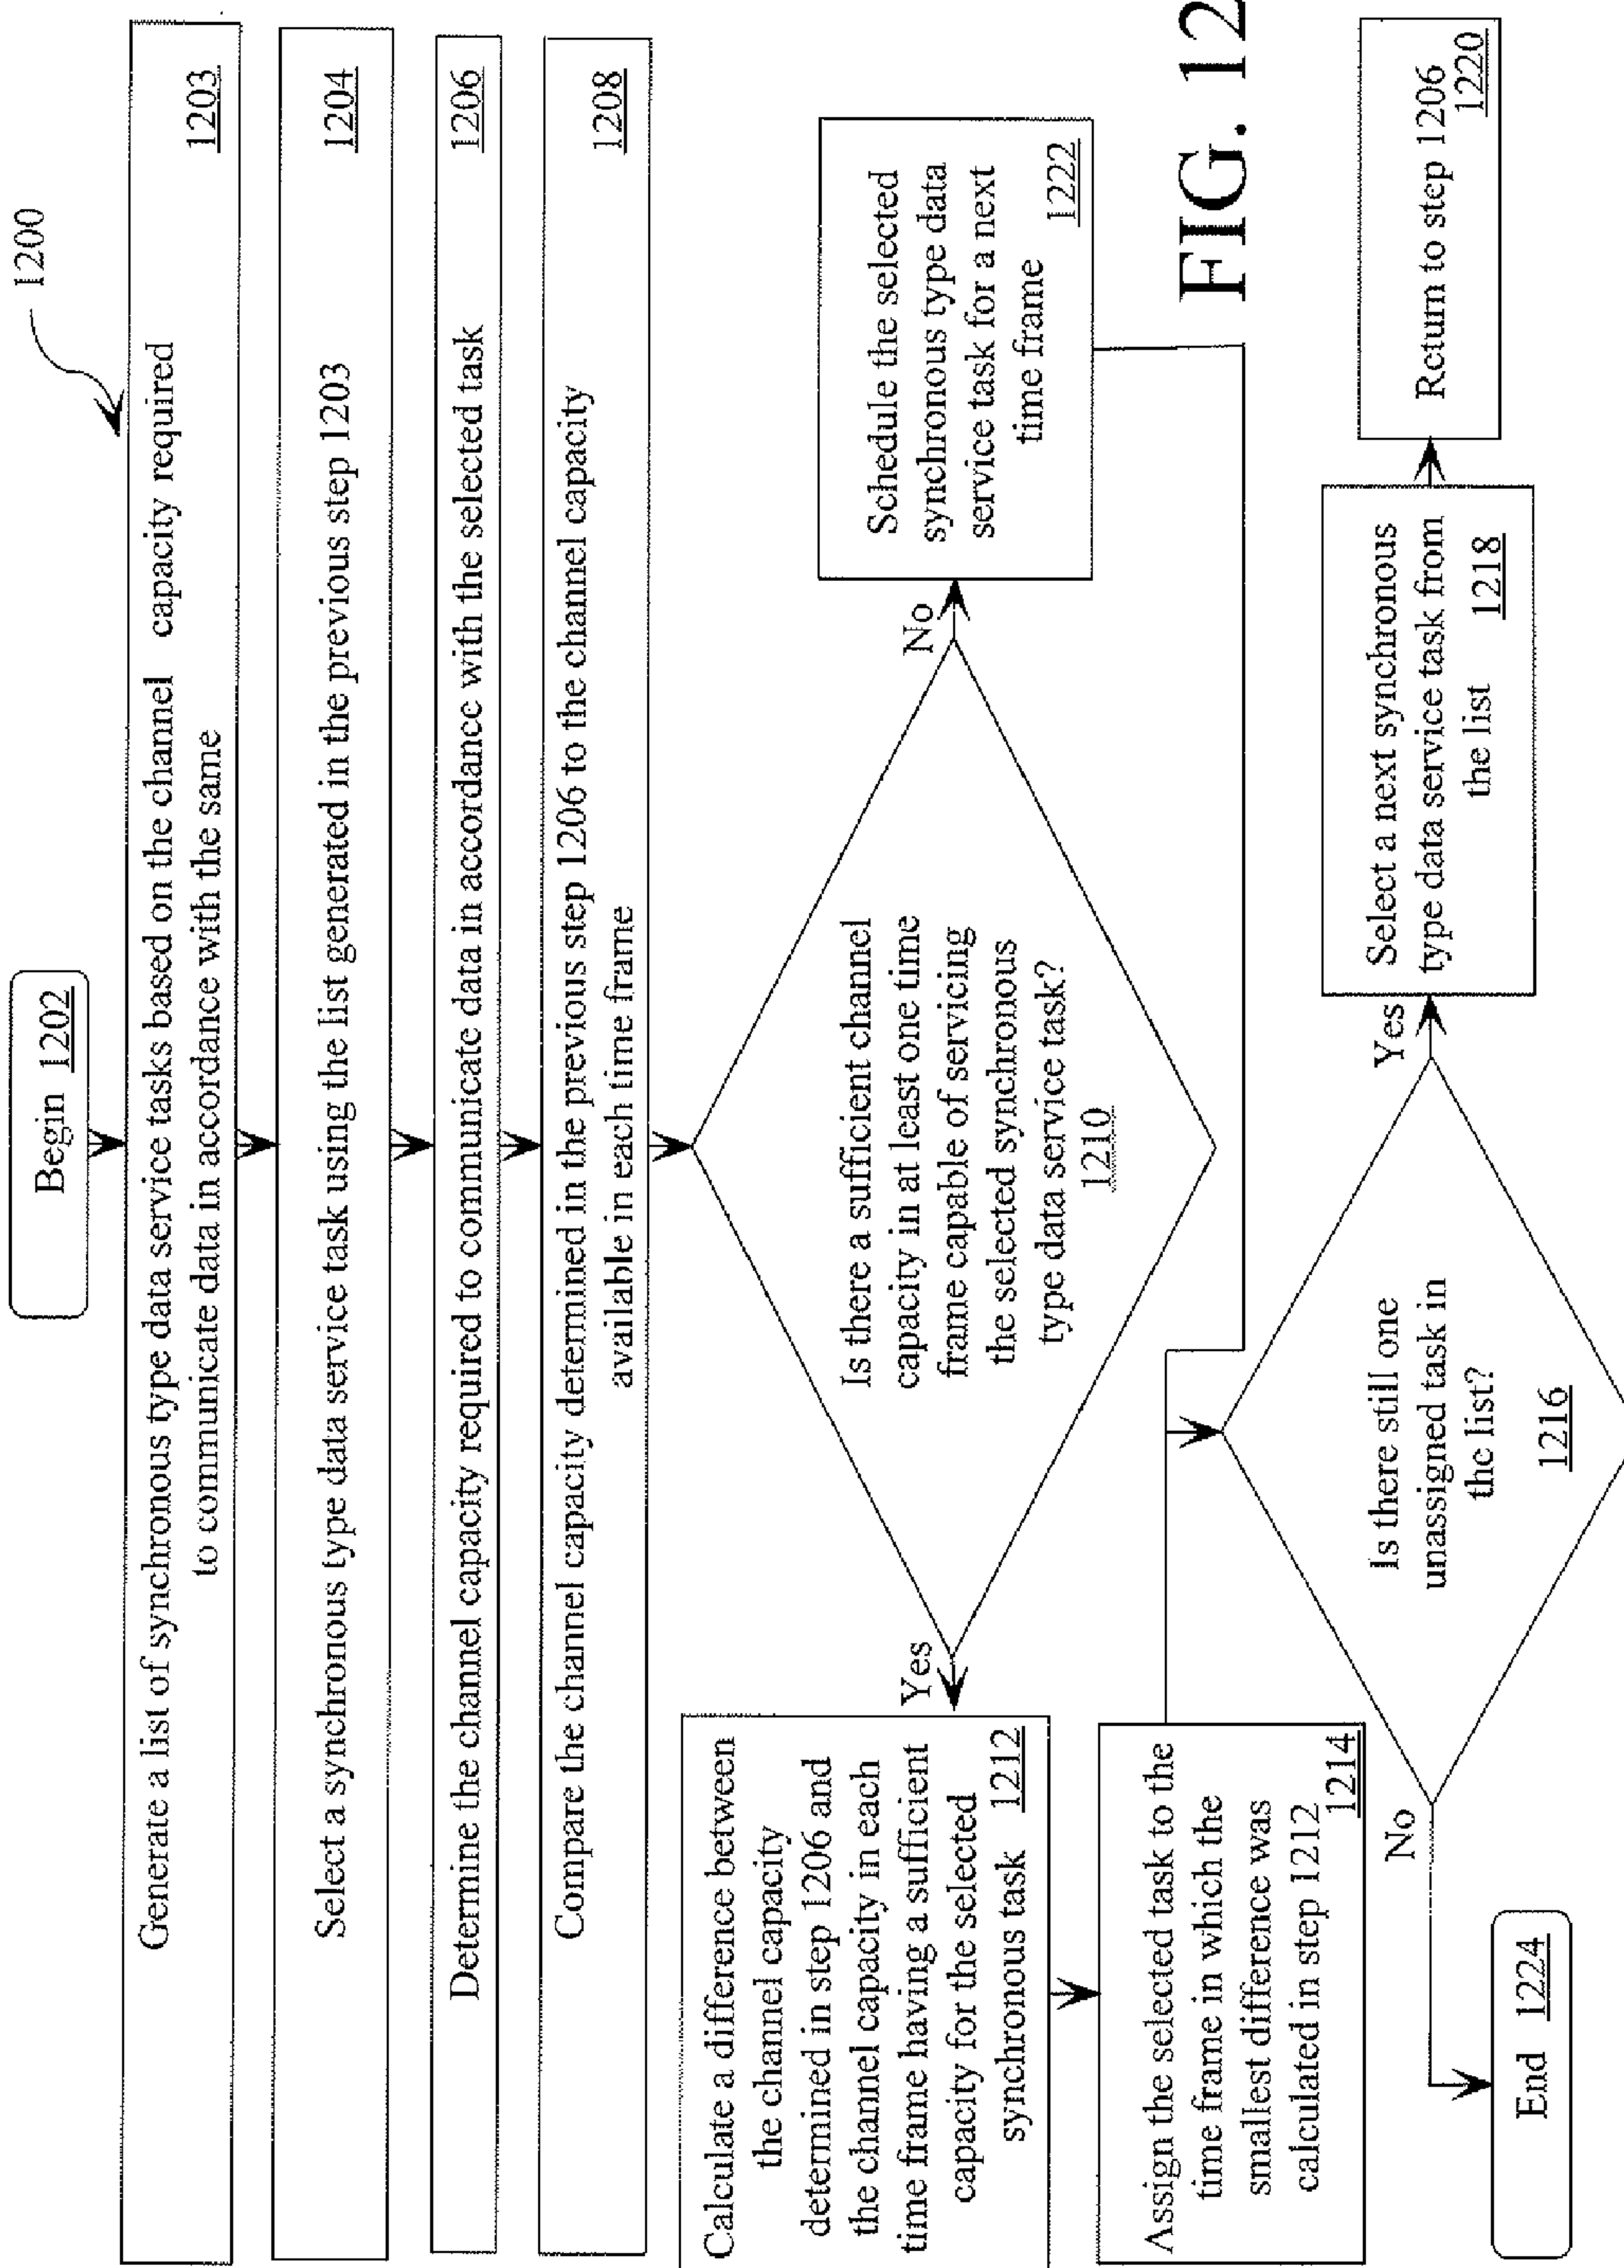 1200
Begin 1202
Generate a list of synchronous type data service tasks based on the channel capacity required
to communicate data in accordance with the same
1203
Select a synchronous type data service task using the list generated in the previous step 1203
1204
Determine the channel capacity required to communicate data in accordance with the selected task
1206
Compare the channel capacity determined in the previous step 1206 to the channel capacity
available in each time frame
1208
Is there a sufficient channel
capacity in at least one time
frame capable of servicing
the selected synchronous
type data service task?
1210
Yes
No
Calculate a difference between
the channel capacity
determined in step 1206 and
the channel capacity in each
time frame having a sufficient
capacity for the selected
synchronous task 1212
Schedule the selected
synchronous type data
service task for a next
time frame
1222
Assign the selected task to the
time frame in which the
smallest difference was
calculated in step 1212
1214
Is there still one
unassigned task in
the list?
1216
No
Yes
Select a next synchronous
type data service task from
the list 1218
Return to step 1206
1220
End 1224
FIG. 12